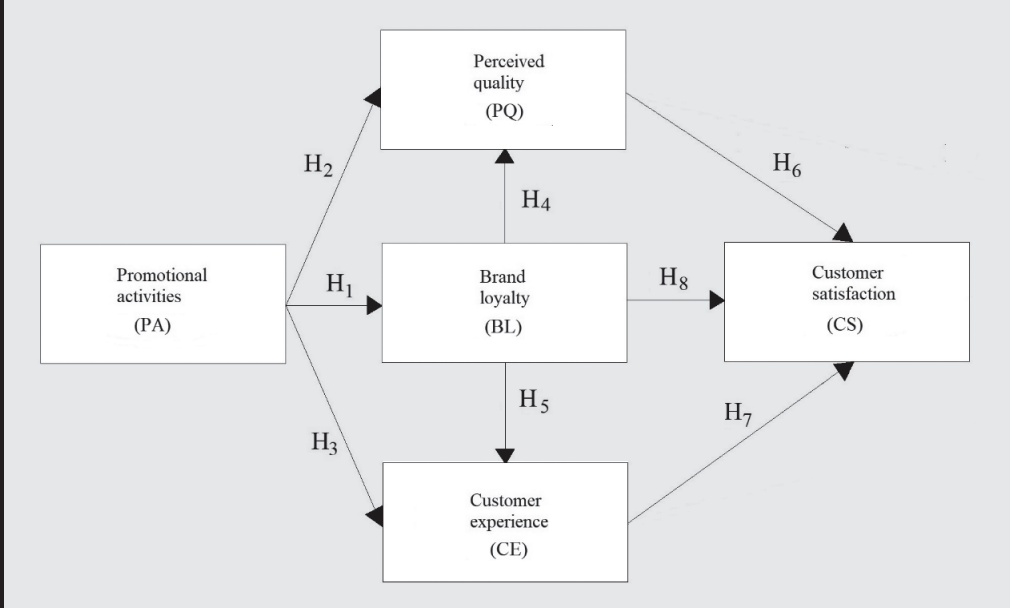 Perceived
quality
(PQ)
H2
H6
H4
Promotional
activities
(PA)
H1
Brand
loyalty
(BL)
H8
Customer
satisfaction
(CS)
H5
H3
H7
Customer
experience
(CE)